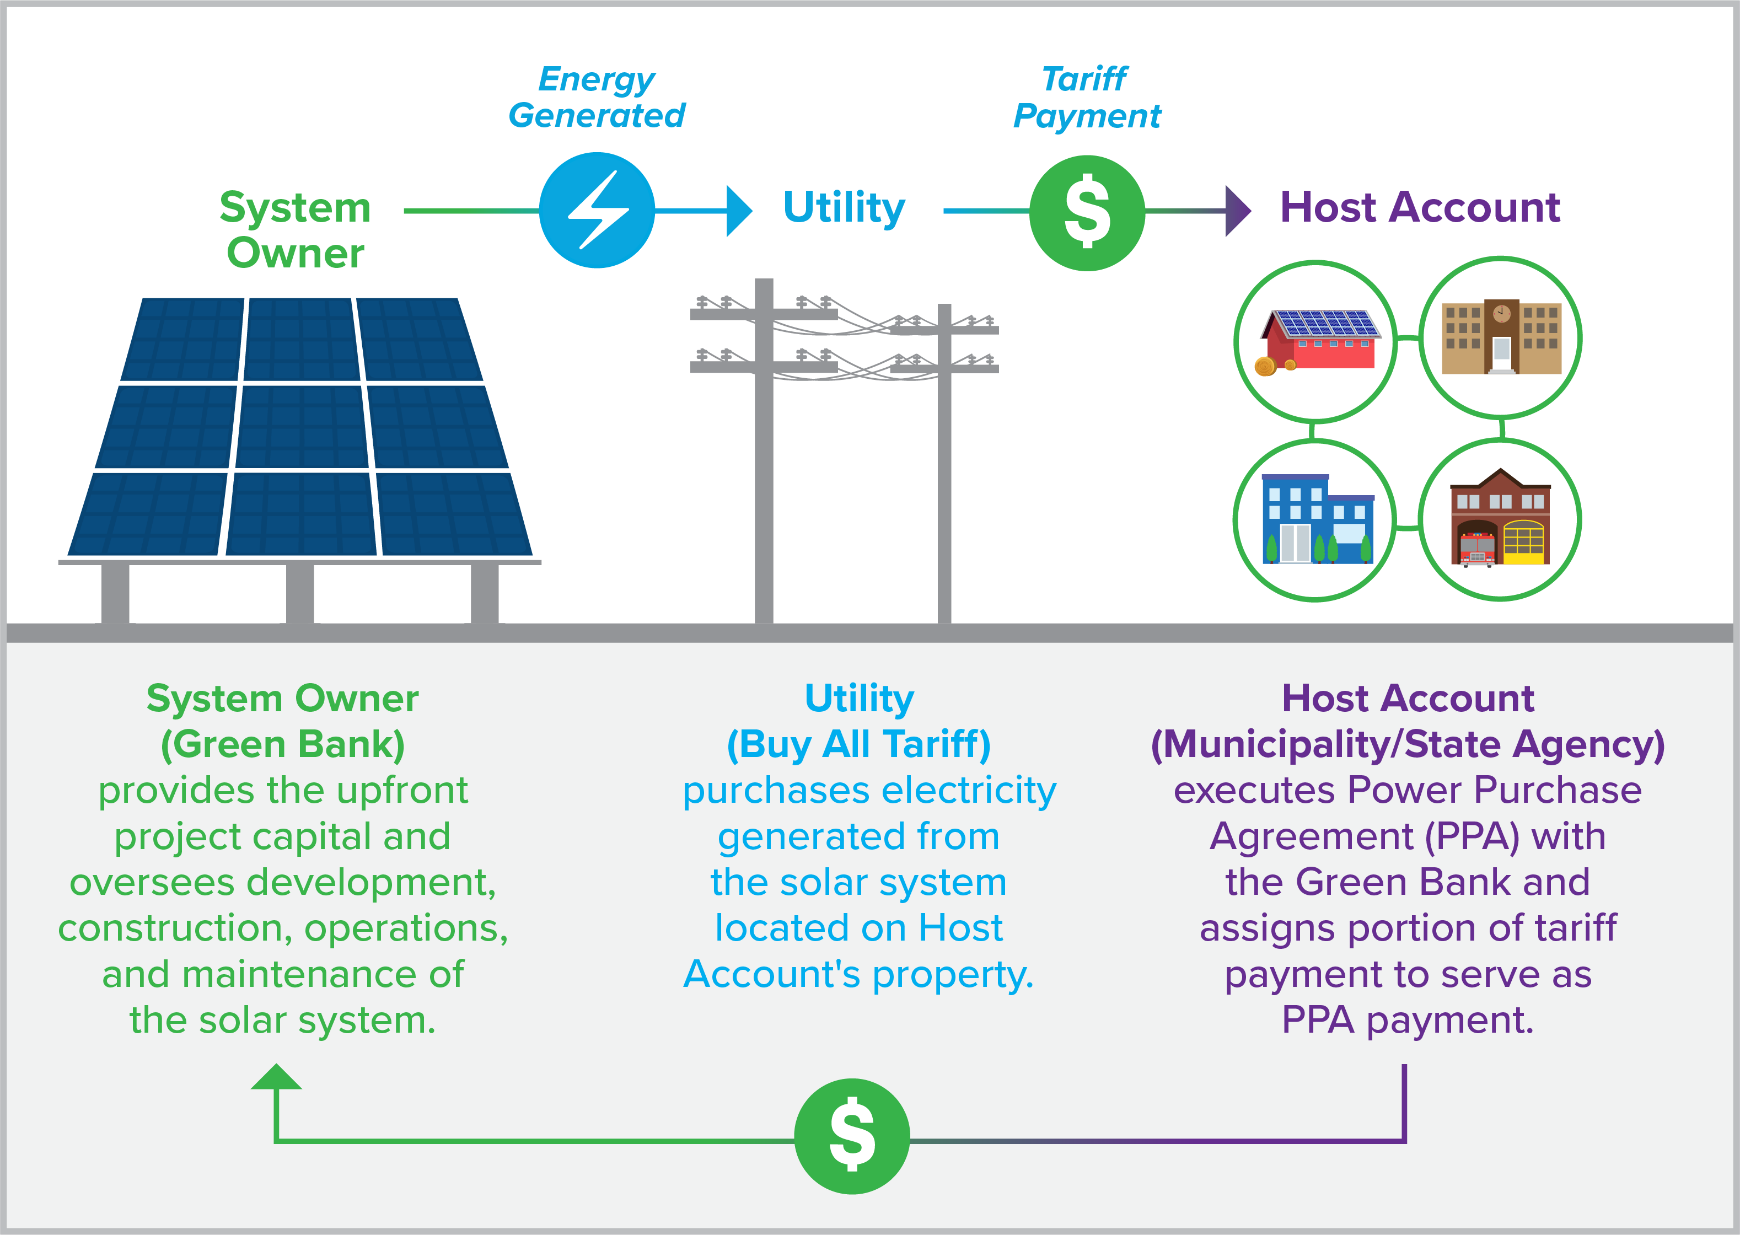 Energy
Generated
Tariff
Payment
System
Owner
Utility
Host Account
$
System Owner
(Green Bank)
provides the upfront
project capital and
oversees development,
construction, operations,
and maintenance of
the solar system.
Utility
(Buy All Tariff)
purchases electricity
generated from
the solar system
located on Host
Account's property.
Host Account
(Municipality/State Agency)
executes Power Purchase
Agreement (PPA) with
the Green Bank and
assigns portion of tariff
payment to serve as
PPA payment.
$